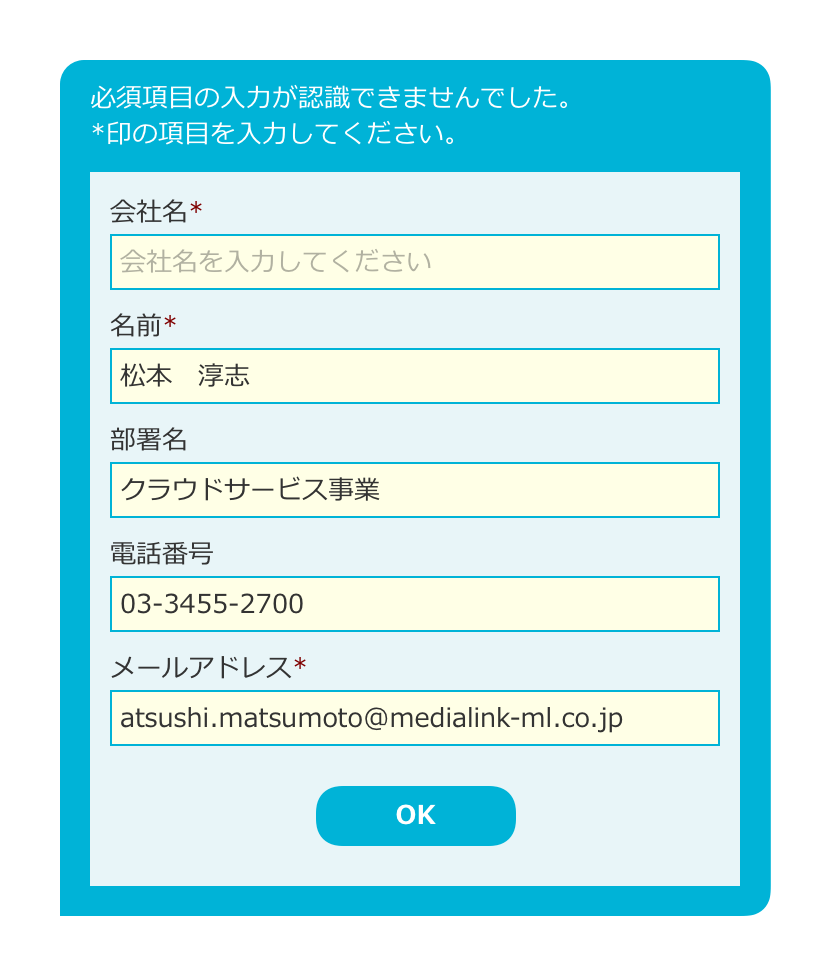 必須項目の入力が認識できませんでした。
*印の項目を入力してください。
会社名*
会社名を入力してください
名前*
松本　淳志
部署名
クラウドサービス事業
電話番号
03-3455-2700
メールアドレス*
atsushi.matsumoto@medialink-ml.co.jp
OK